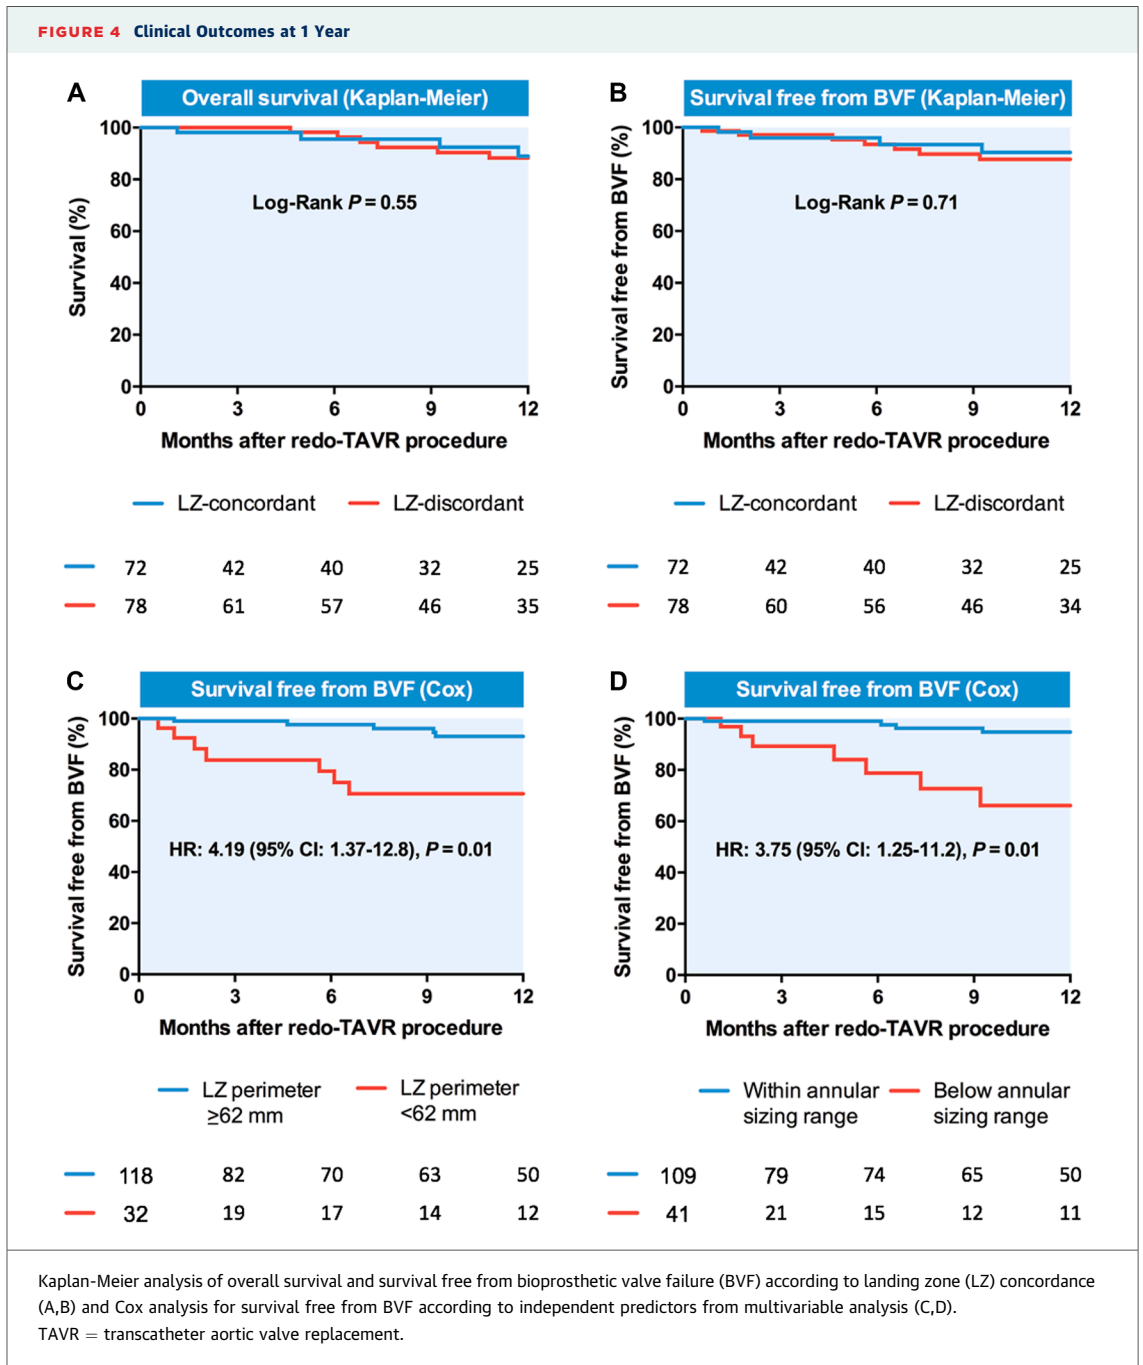 FIGURE 4 Clinical Outcomes at 1 Year
A
Overall survival (Kaplan-Meier)
Survival (%)
100
80
60
40
20
0
Log-Rank P = 0.55
0 3 6 9 12
Months after redo-TAVR procedure
LZ-concordant LZ-discordant
72 42 40 32 25
78 61 57 46 35
B
Survival free from BVF (Kaplan-Meier)
Survival free from BVF (%)
100
80
60
40
20
0
Log-Rank P = 0.71
0 3 6 9 12
Months after redo-TAVR procedure
LZ-concordant LZ-discordant
72 42 40 32 25
78 60 56 46 34
C
Survival free from BVF (Cox)
Survival free from BVF (%)
100
80
60
40
20
0
HR: 4.19 (95% CI: 1.37-12.8), P = 0.01
0 3 6 9 12
Months after redo-TAVR procedure
LZ perimeter
≥62 mm
LZ perimeter
<62 mm
118 82 70 63 50
32 19 17 14 12
D
Survival free from BVF (Cox)
Survival free from BVF (%)
100
80
60
40
20
0
HR: 3.75 (95% CI: 1.25-11.2), P = 0.01
0 3 6 9 12
Months after redo-TAVR procedure
Within annular
sizing range
Below annular
sizing range
109 79 74 65 50
41 21 15 12 11
Kaplan-Meier analysis of overall survival and survival free from bioprosthetic valve failure (BVF) according to landing zone (LZ) concordance
(A,B) and Cox analysis for survival free from BVF according to independent predictors from multivariable analysis (C,D).
TAVR = transcatheter aortic valve replacement.